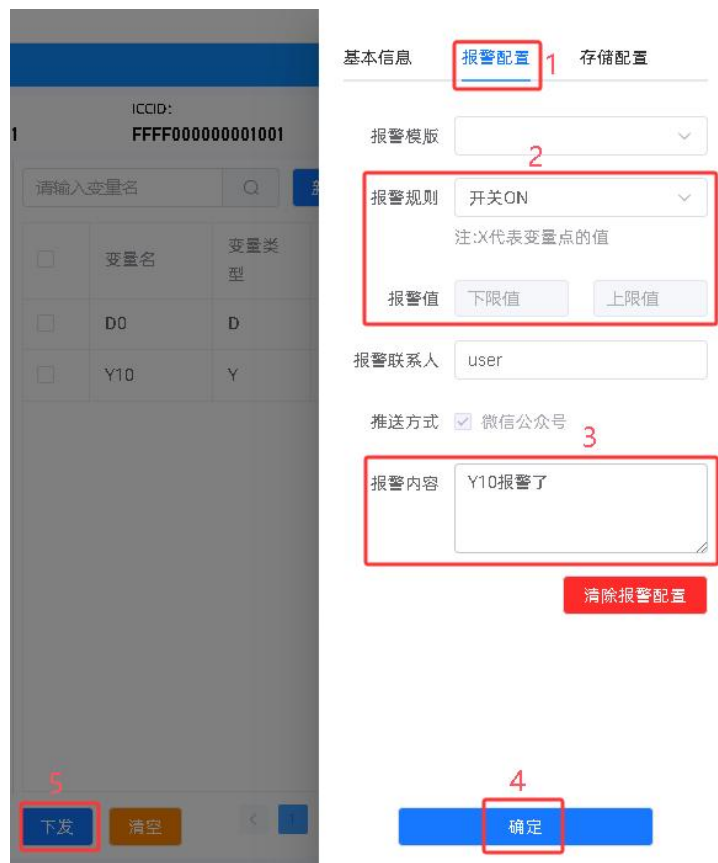 基本信息 报警配置 1 存储配置
ICCID:
1 FFFF000000001001
请输入变量名
变量名 变量类型
D0 D
Y10 Y
5
下发 清空 1
报警模版
2
报警规则 开关ON
注:X代表变量点的值
报警值 下限值 上限值
报警联系人 user
推送方式 微信公众号
3
报警内容 Y10报警了
清除报警配置
4
确定